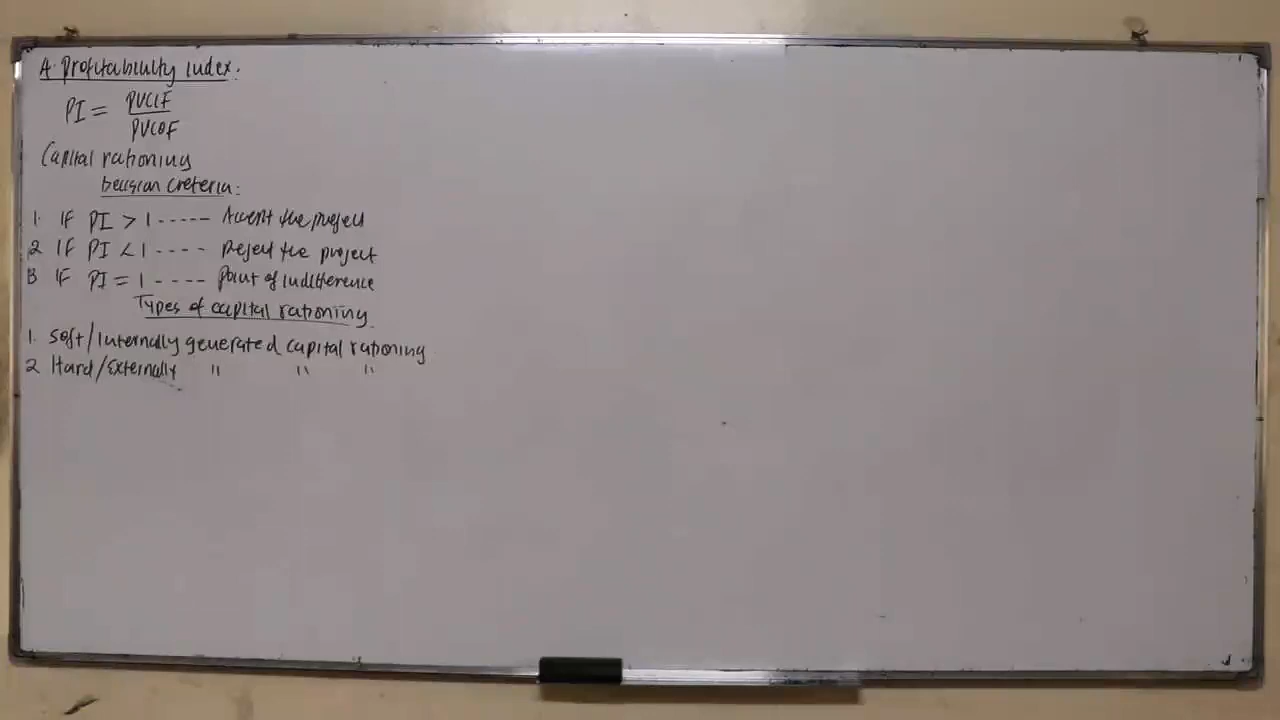 A. Profitability index.
PI = PVCIF
PVCOF
Capital rationing
Decision Creteria:
1. IF PI > 1 ----- Accept the project
2 IF PI < 1 ---- Reject the project
3 IF PI = 1 ---- Point of indifference
Types of capital rationing
1. Soft/Internally generated capital rationing
2 Hard/Externally " " "